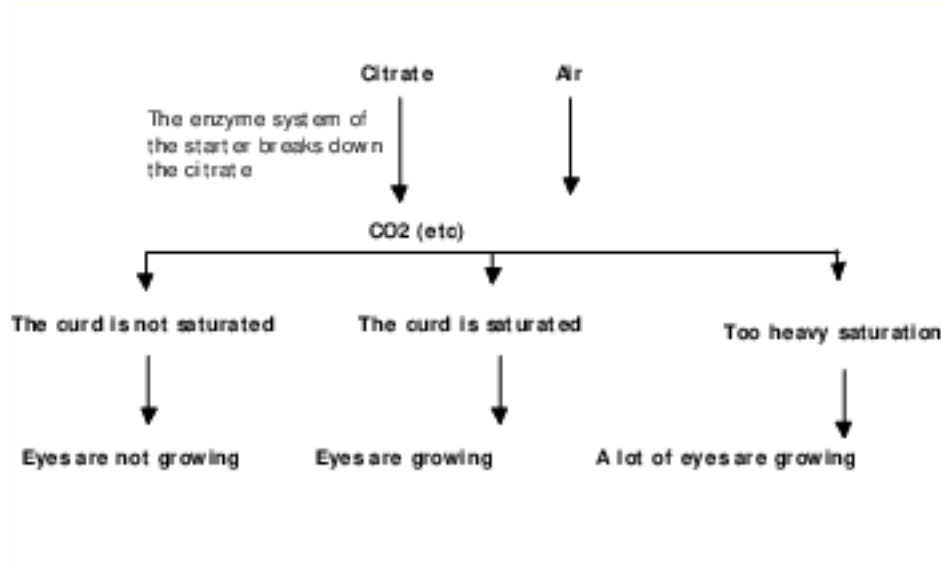 Citrate
Air
The enzyme system of
the starter breaks down
the citrate
CO2 (etc)
The curd is not saturated
The curd is saturated
Too heavy saturation
Eyes are not growing
Eyes are growing
A lot of eyes are growing